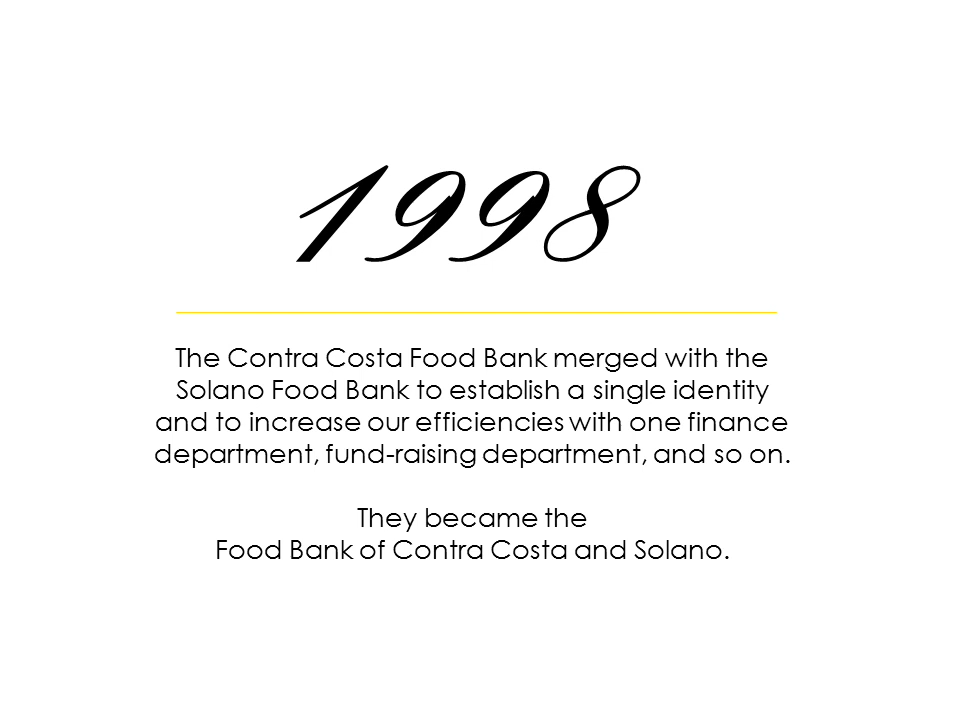 1998
The Contra Costa Food Bank merged with the
Solano Food Bank to establish a single identity
and to increase our efficiencies with one finance
department, fund-raising department, and so on.
They became the
Food Bank of Contra Costa and Solano.